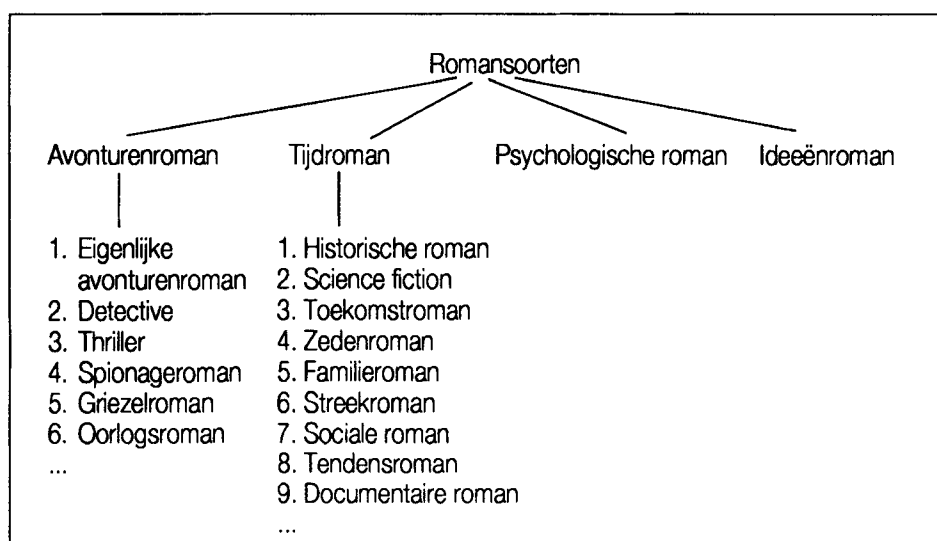 Romansoorten
Avonturenroman Tijdroman Psychologische roman Ideeënroman
1. Eigenlijke
avonturenroman
2. Detective
3. Thriller
4. Spionageroman
5. Griezelroman
6. Oorlogsroman
...
1. Historische roman
2. Science fiction
3. Toekomstroman
4. Zedenroman
5. Familieroman
6. Streekroman
7. Sociale roman
8. Tendensroman
9. Documentaire roman
...